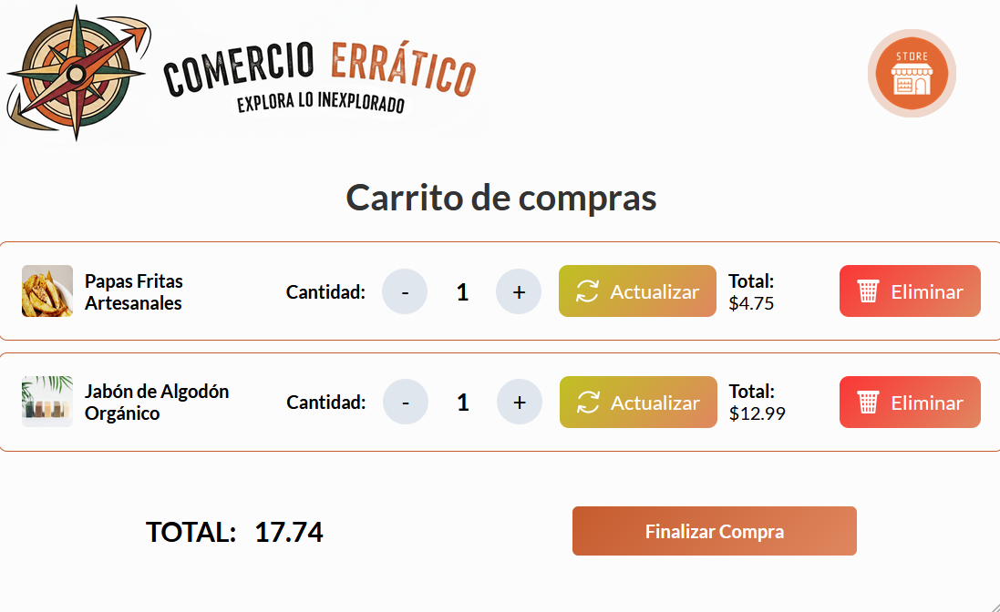 COMERCIO ERRÁTICO
EXPLORA LO INEXPLORADO
STORE
Carrito de compras
Papas Fritas
Artesanales
Cantidad: - 1 + Actualizar
Total:
$4.75
Eliminar
Jabón de Algodón
Orgánico
Cantidad: - 1 + Actualizar
Total:
$12.99
Eliminar
TOTAL: 17.74
Finalizar Compra